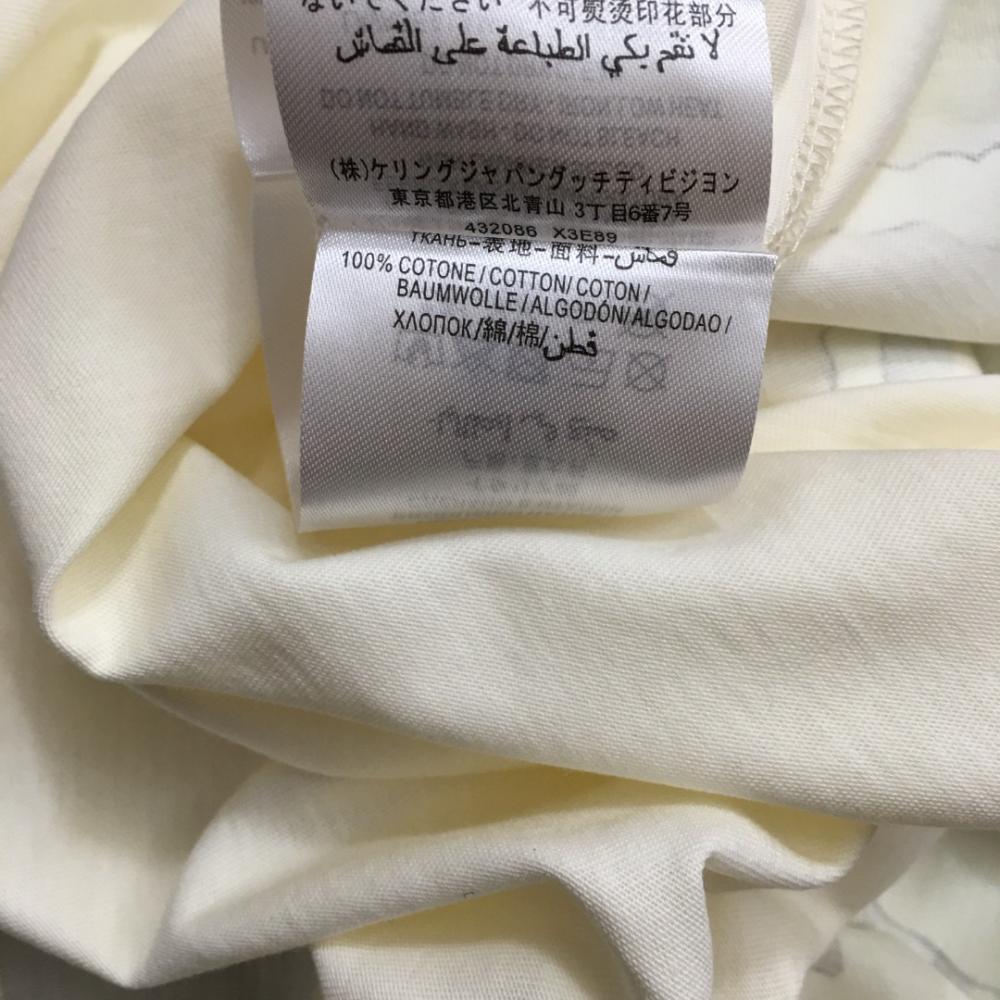 ないでください 不可熨烫印花部分
لا تقم بكي الطباعة على القماش
(株)ケリングジャパングッチディビジョン
東京都港区北青山 3丁目6番7号
432086 X3E89
ТКАНЬ-表地-面料-قماش
100% COTONE/COTTON/COTON/
BAUMWOLLE/ALGODÓN/ALGODAO/
ХЛОПОК/綿/棉/قطن